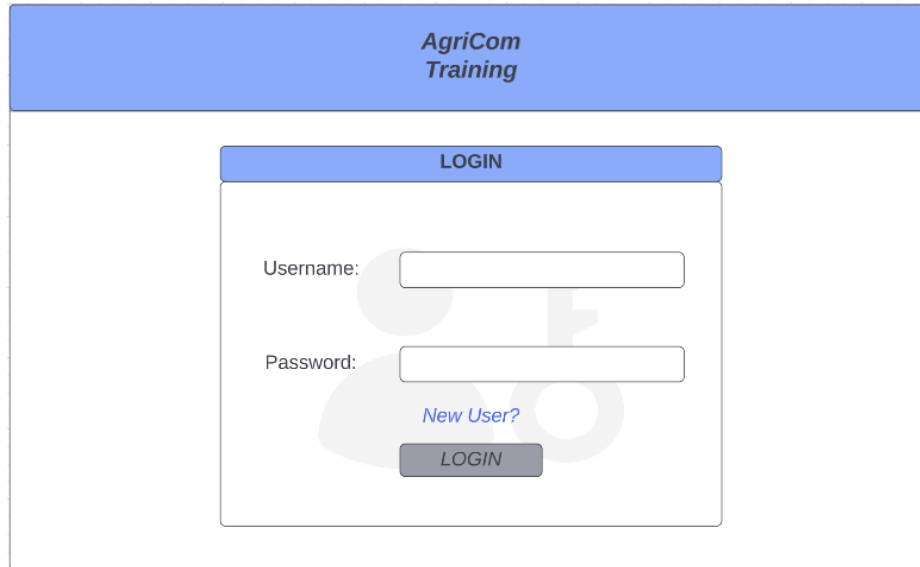 AgriCom
Training
LOGIN
Username:
Password:
New User?
LOGIN